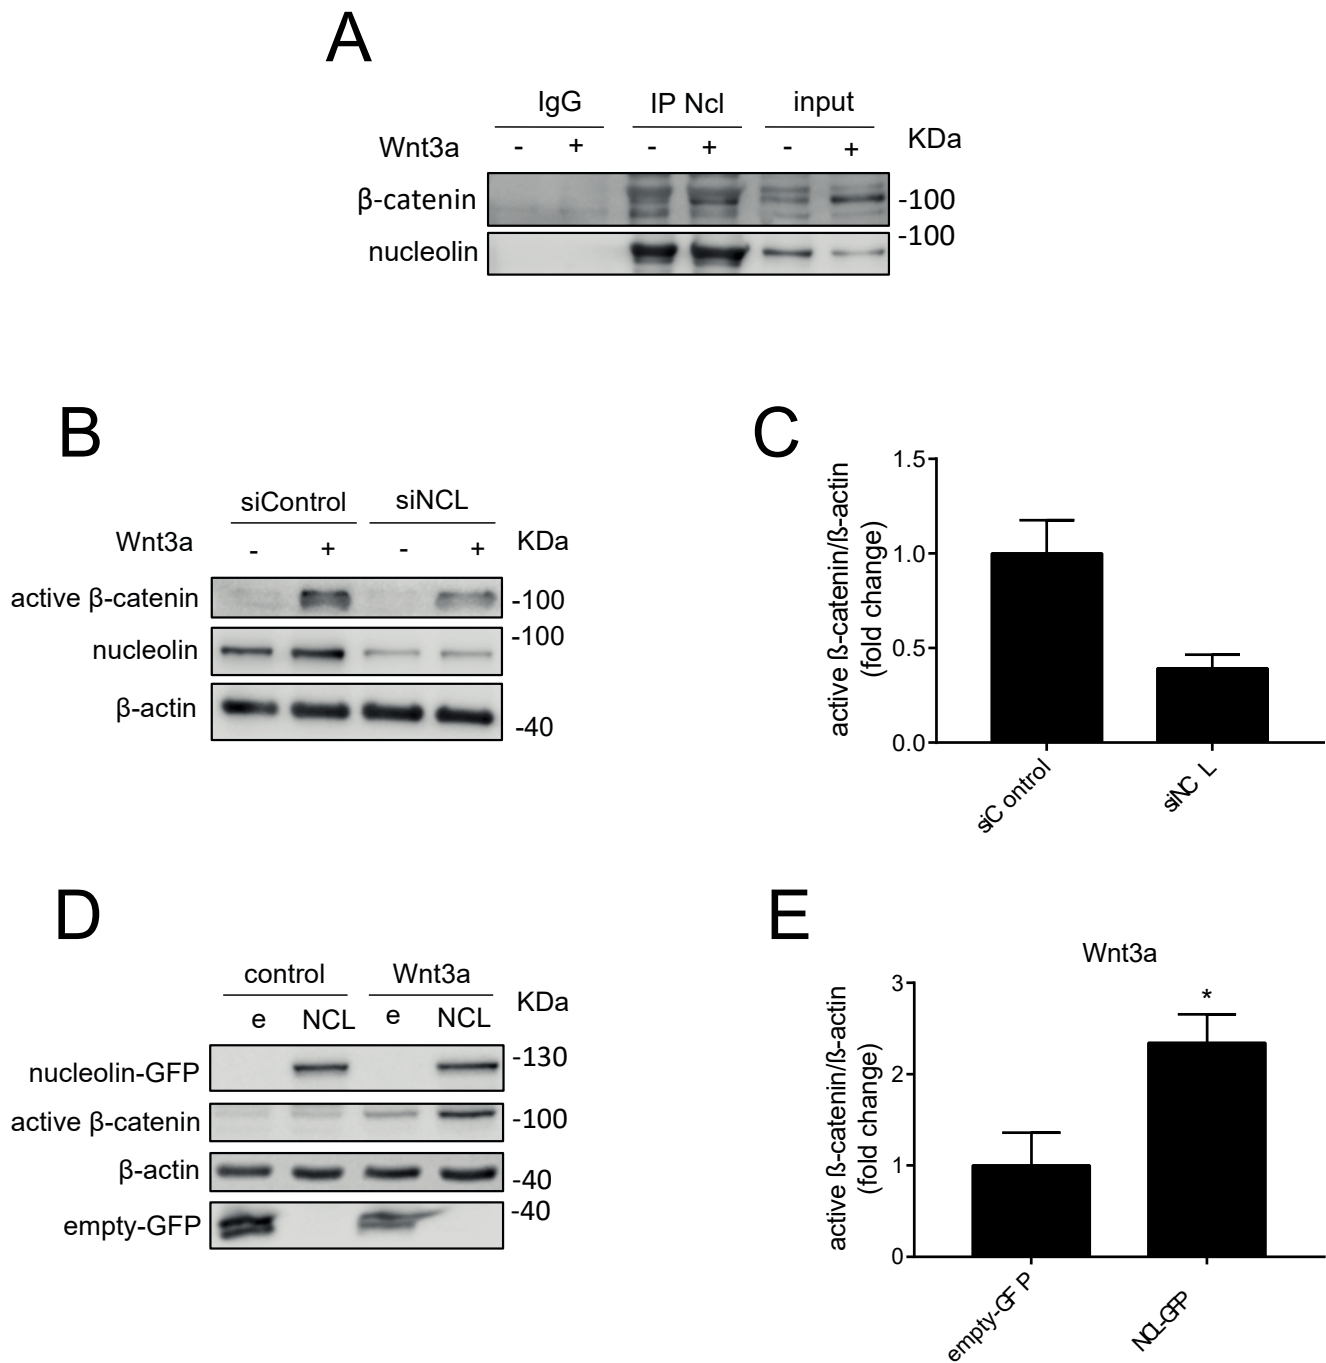 A
IgG IP Ncl input
Wnt3a - + - + - + KDa
β-catenin -100
-100
nucleolin
B
siControl siNCL
Wnt3a - + - + KDa
active β-catenin -100
-100
nucleolin
β-actin
-40
C
active ß-catenin/ß-actin
(fold change)
1.5
1.0
0.5
0.0
siC ontrol
siNC L
D
control Wnt3a
e NCL e NCL KDa
nucleolin-GFP -130
active β-catenin -100
β-actin -40
empty-GFP -40
E
Wnt3a
active ß-catenin/ß-actin
(fold change)
3
2
1
0
*
empty-GF P
NCL-GFP